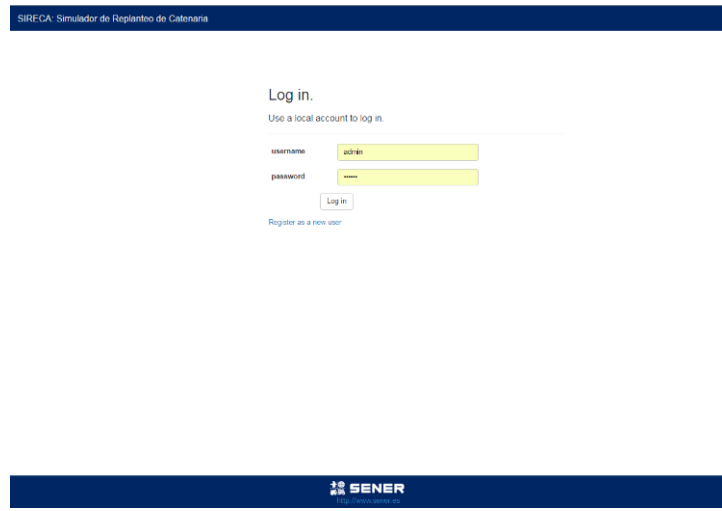 SIRECA: Simulador de Replanteo de Catenaria
Log in.
Use a local account to log in.
username admin
password ••••••
Log in
Register as a new user
SENER
http://www.sener.es